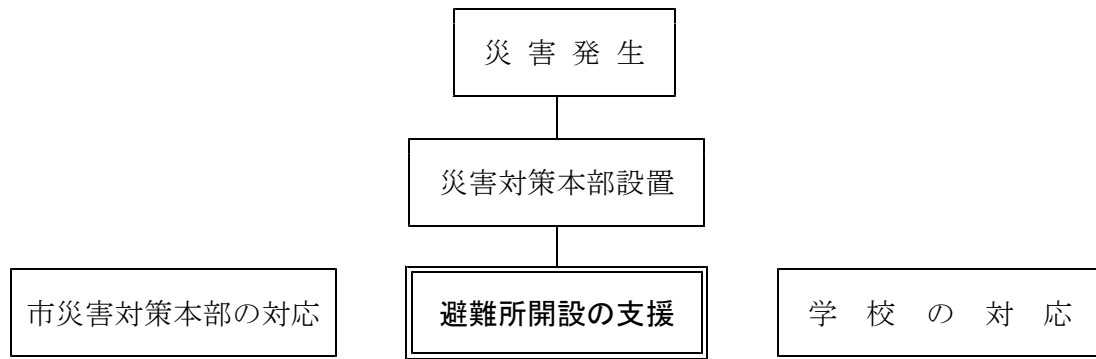 災害発生
災害対策本部設置
市災害対策本部の対応
避難所開設の支援
学校の対応